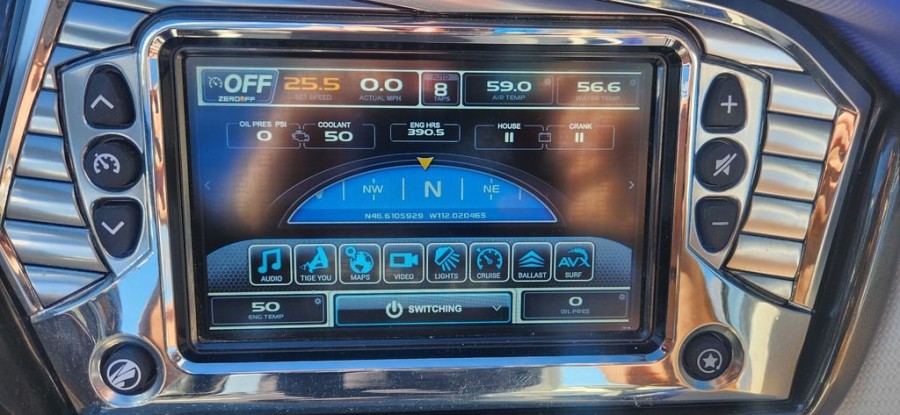 OFF 25.5 0.0 AUTO 8 59.0 56.6
ZEROOFF SET SPEED ACTUAL MPH TAPS AIR TEMP WATER TEMP
OIL PRES PSI COOLANT ENG HRS HOUSE CRANK
0 50 390.5
NW N NE
N46.6105929 W112.020465
AUDIO TIGE YOU MAPS VIDEO LIGHTS CRUISE BALLAST AVX SURF
50 SWITCHING 0
ENG TEMP OIL PRES